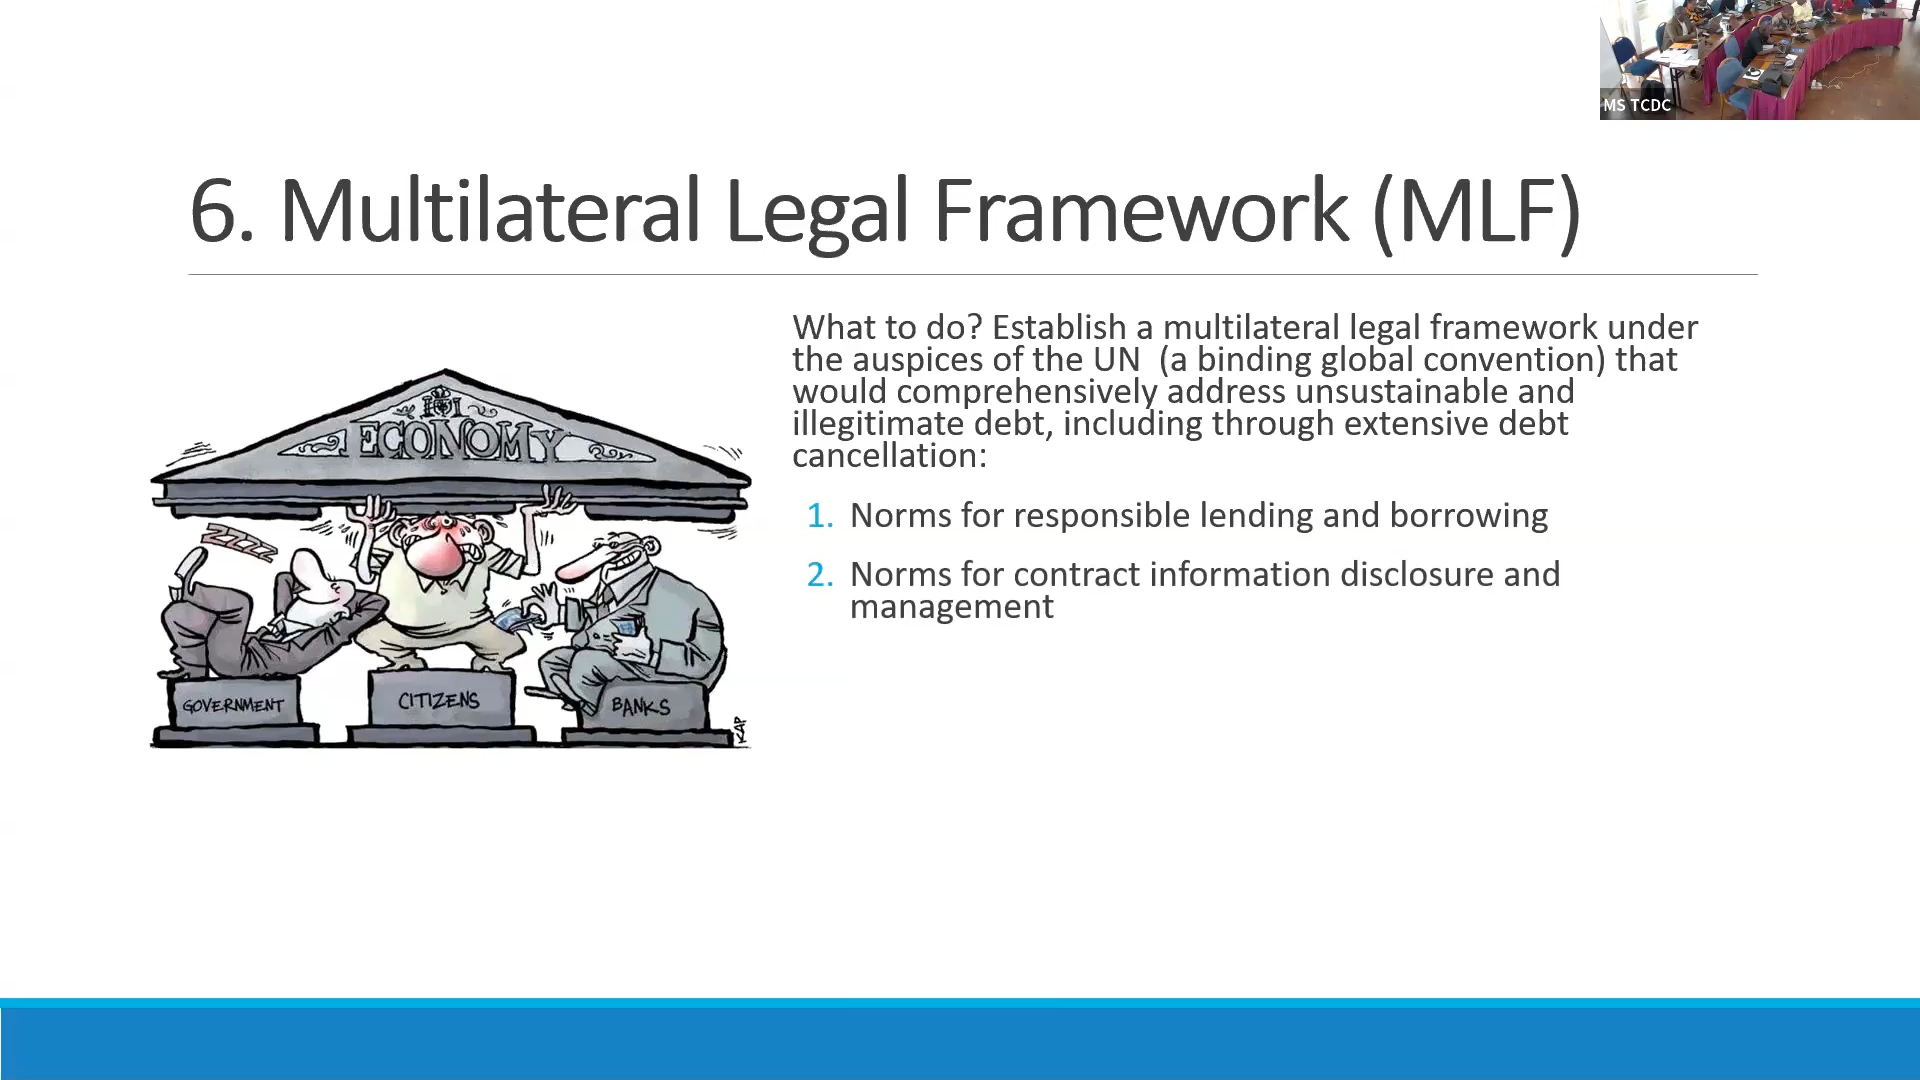 MS TCDC
6. Multilateral Legal Framework (MLF)
What to do? Establish a multilateral legal framework under
the auspices of the UN  (a binding global convention) that
would comprehensively address unsustainable and
illegitimate debt, including through extensive debt
cancellation:
1. Norms for responsible lending and borrowing
2. Norms for contract information disclosure and
management
ECONOMY
GOVERNMENT
CITIZENS
BANKS
KAP